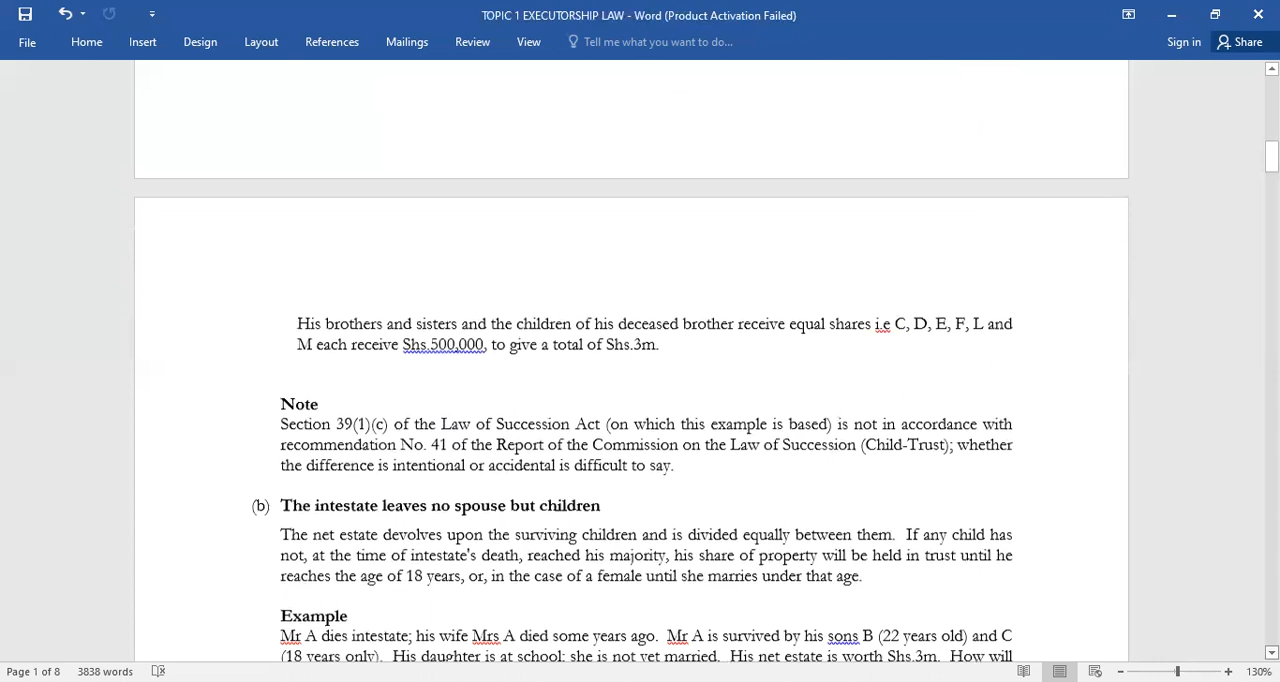 TOPIC 1 EXECUTORSHIP LAW - Word (Product Activation Failed)
File Home Insert Design Layout References Mailings Review View Tell me what you want to do... Sign in Share
His brothers and sisters and the children of his deceased brother receive equal shares i.e C, D, E, F, L and
M each receive Shs.500,000, to give a total of Shs.3m.
Note
Section 39(1)(c) of the Law of Succession Act (on which this example is based) is not in accordance with
recommendation No. 41 of the Report of the Commission on the Law of Succession (Child-Trust); whether
the difference is intentional or accidental is difficult to say.
(b) The intestate leaves no spouse but children
The net estate devolves upon the surviving children and is divided equally between them. If any child has
not, at the time of intestate's death, reached his majority, his share of property will be held in trust until he
reaches the age of 18 years, or, in the case of a female until she marries under that age.
Example
Mr A dies intestate; his wife Mrs A died some years ago. Mr A is survived by his sons B (22 years old) and C
(18 years only). His daughter is at school; she is not yet married. His net estate is worth Shs.3m. How will
Page 1 of 8 3838 words 130%